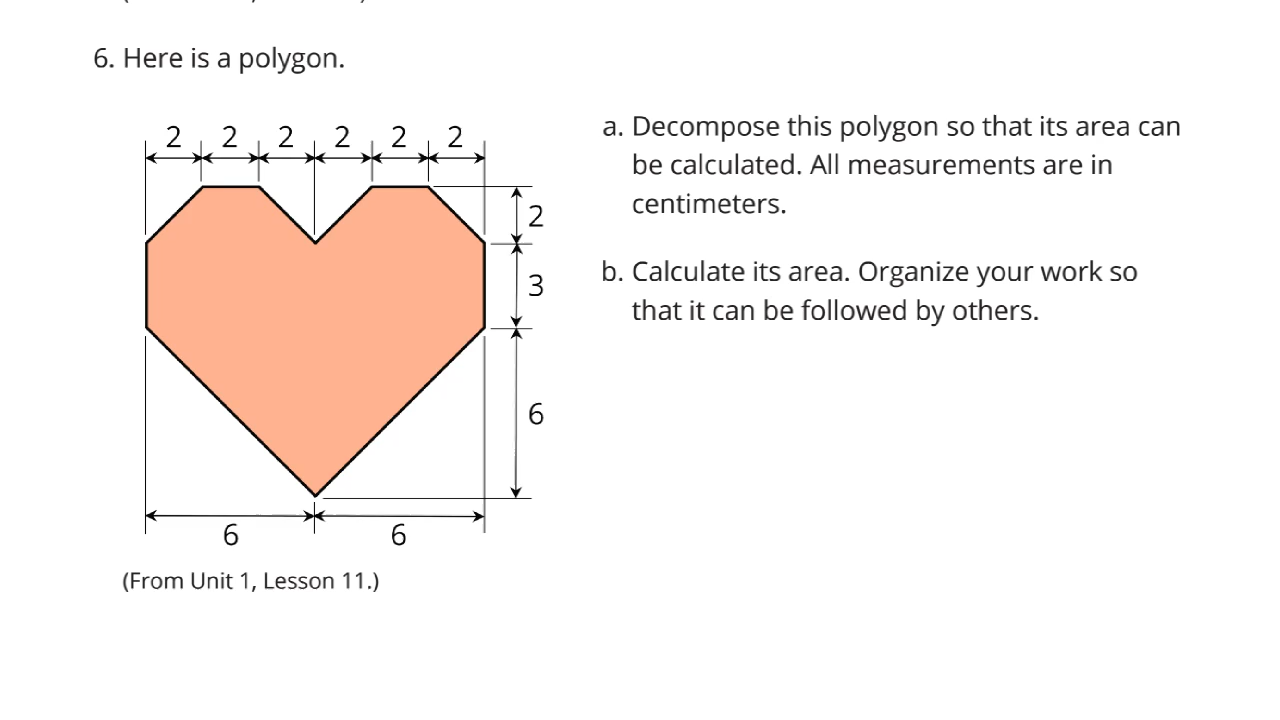 6. Here is a polygon.
2 2 2 2 2 2
2
3
6
6 6
a. Decompose this polygon so that its area can
be calculated. All measurements are in
centimeters.
b. Calculate its area. Organize your work so
that it can be followed by others.
(From Unit 1, Lesson 11.)